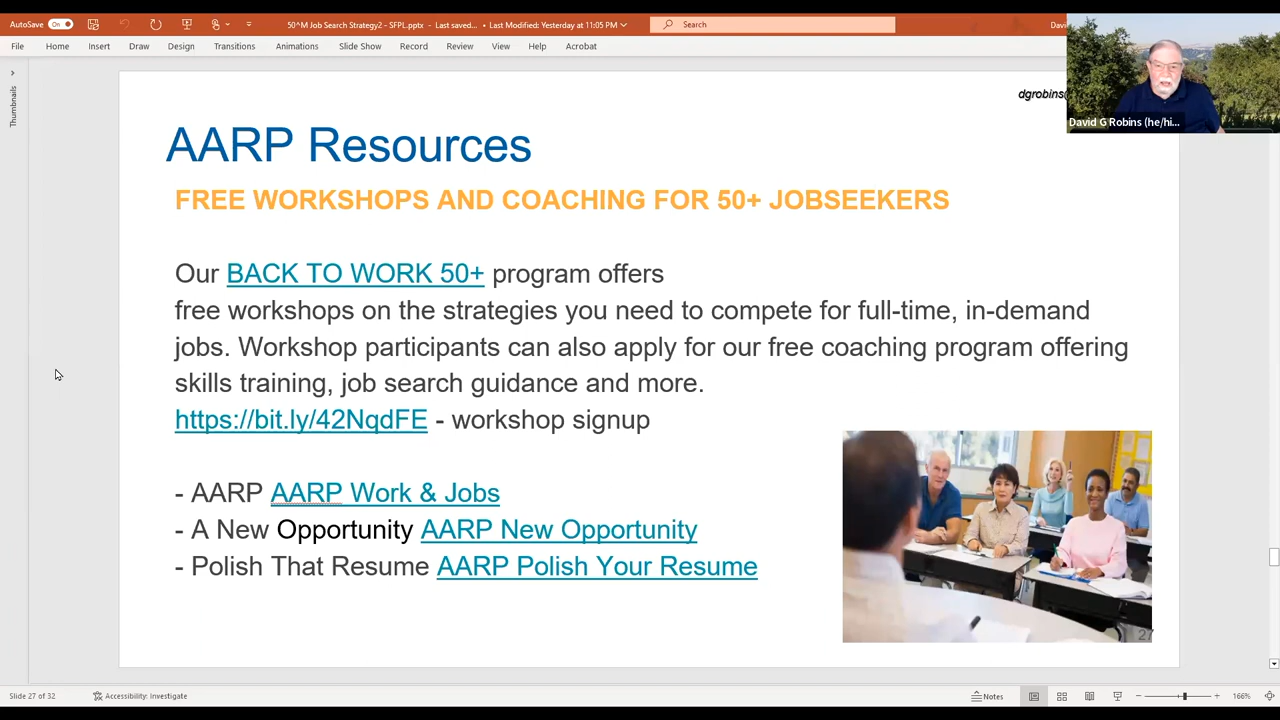 AutoSave On 50^M Job Search Strategy2 - SFPL.pptx - Last saved... • Last Modified: Yesterday at 11:05 PM Search Davi
File Home Insert Draw Design Transitions Animations Slide Show Record Review View Help Acrobat
Thumbnails
dgrobins@
David G Robins (he/hi...
AARP Resources
FREE WORKSHOPS AND COACHING FOR 50+ JOBSEEKERS
Our BACK TO WORK 50+ program offers
free workshops on the strategies you need to compete for full-time, in-demand
jobs. Workshop participants can also apply for our free coaching program offering
skills training, job search guidance and more.
https://bit.ly/42NqdFE - workshop signup
- AARP AARP Work & Jobs
- A New Opportunity AARP New Opportunity
- Polish That Resume AARP Polish Your Resume
27
Slide 27 of 32 Accessibility: Investigate Notes 166%